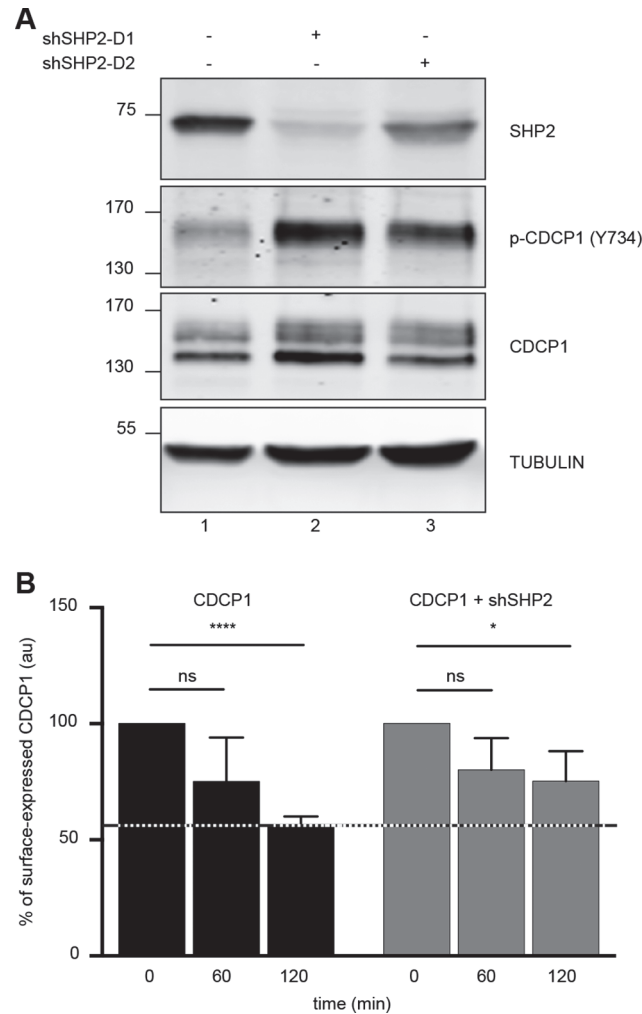 A
shSHP2-D1 - + -
shSHP2-D2 - - +
75
SHP2
170
p-CDCP1 (Y734)
130
170
CDCP1
130
55
TUBULIN
1 2 3
B
150
CDCP1 CDCP1 + shSHP2
**** *
ns ns
100
50
0
% of surface-expressed CDCP1 (au)
0 60 120 0 60 120
time (min)